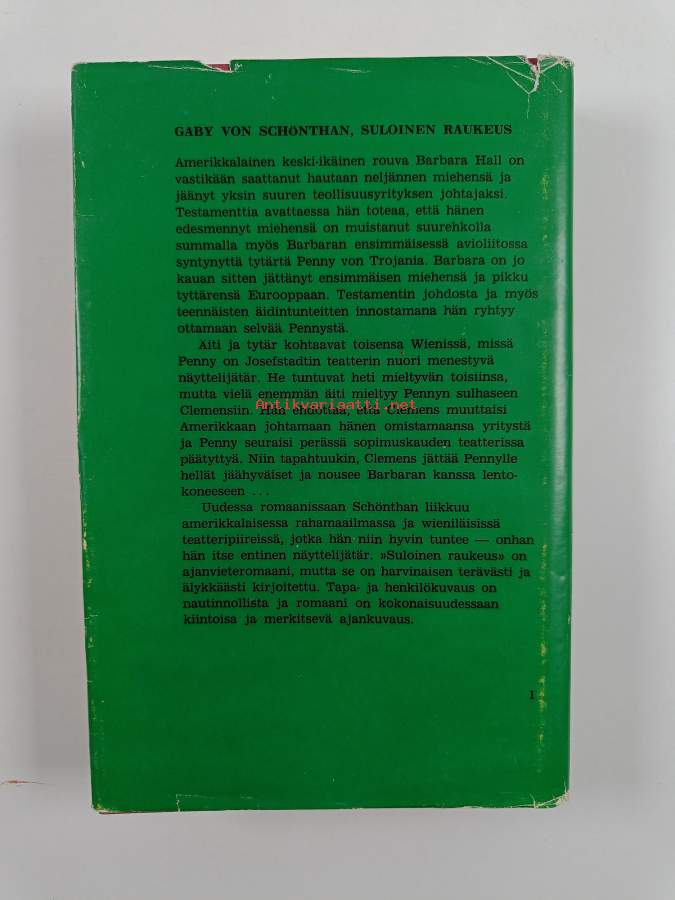 GABY VON SCHÖNTHAN, SULOINEN RAUKEUS
Amerikkalainen keski-ikäinen rouva Barbara Hall on
vastikään saattanut hautaan neljännen miehensä ja
jäänyt yksin suuren teollisuusyrityksen johtajaksi.
Testamenttia avattaessa hän toteaa, että hänen
edesmennyt miehensä on muistanut suurehkolla
summalla myös Barbaran ensimmäisessä avioliitossa
syntynyttä tytärtä Penny von Trojania. Barbara on jo
kauan sitten jättänyt ensimmäisen miehensä ja pikku
tyttärensä Eurooppaan. Testamentin johdosta ja myös
teennäisten äidintunteitten innostamana hän ryhtyy
ottamaan selvää Pennystä.
Äiti ja tytär kohtaavat toisensa Wienissä, missä
Penny on Josefstadtin teatterin nuori menestyvä
näyttelijätär. He tuntuvat heti mieltyvän toisiinsa,
mutta vielä enemmän äiti mieltyy Pennyn sulhaseen
Clemensiin. Hän ehdottaa, että Clemens muuttaisi
Antikvariaatti.net
Amerikkaan johtamaan hänen omistamaansa yritystä
ja Penny seuraisi perässä sopimuskauden teatterissa
päätyttyä. Niin tapahtuukin, Clemens jättää Pennylle
hellät jäähyväiset ja nousee Barbaran kanssa lento-
koneeseen ...
Uudessa romaanissaan Schönthan liikkuu
amerikkalaisessa rahamaailmassa ja wieniläisissä
teatteripiireissä, jotka hän niin hyvin tuntee — onhan
hän itse entinen näyttelijätär. »Suloinen raukeus» on
ajanvieteromaani, mutta se on harvinaisen terävästi ja
älykkäästi kirjoitettu. Tapa- ja henkilökuvaus on
nautinnollista ja romaani on kokonaisuudessaan
kiintoisa ja merkitsevä ajankuvaus.
1